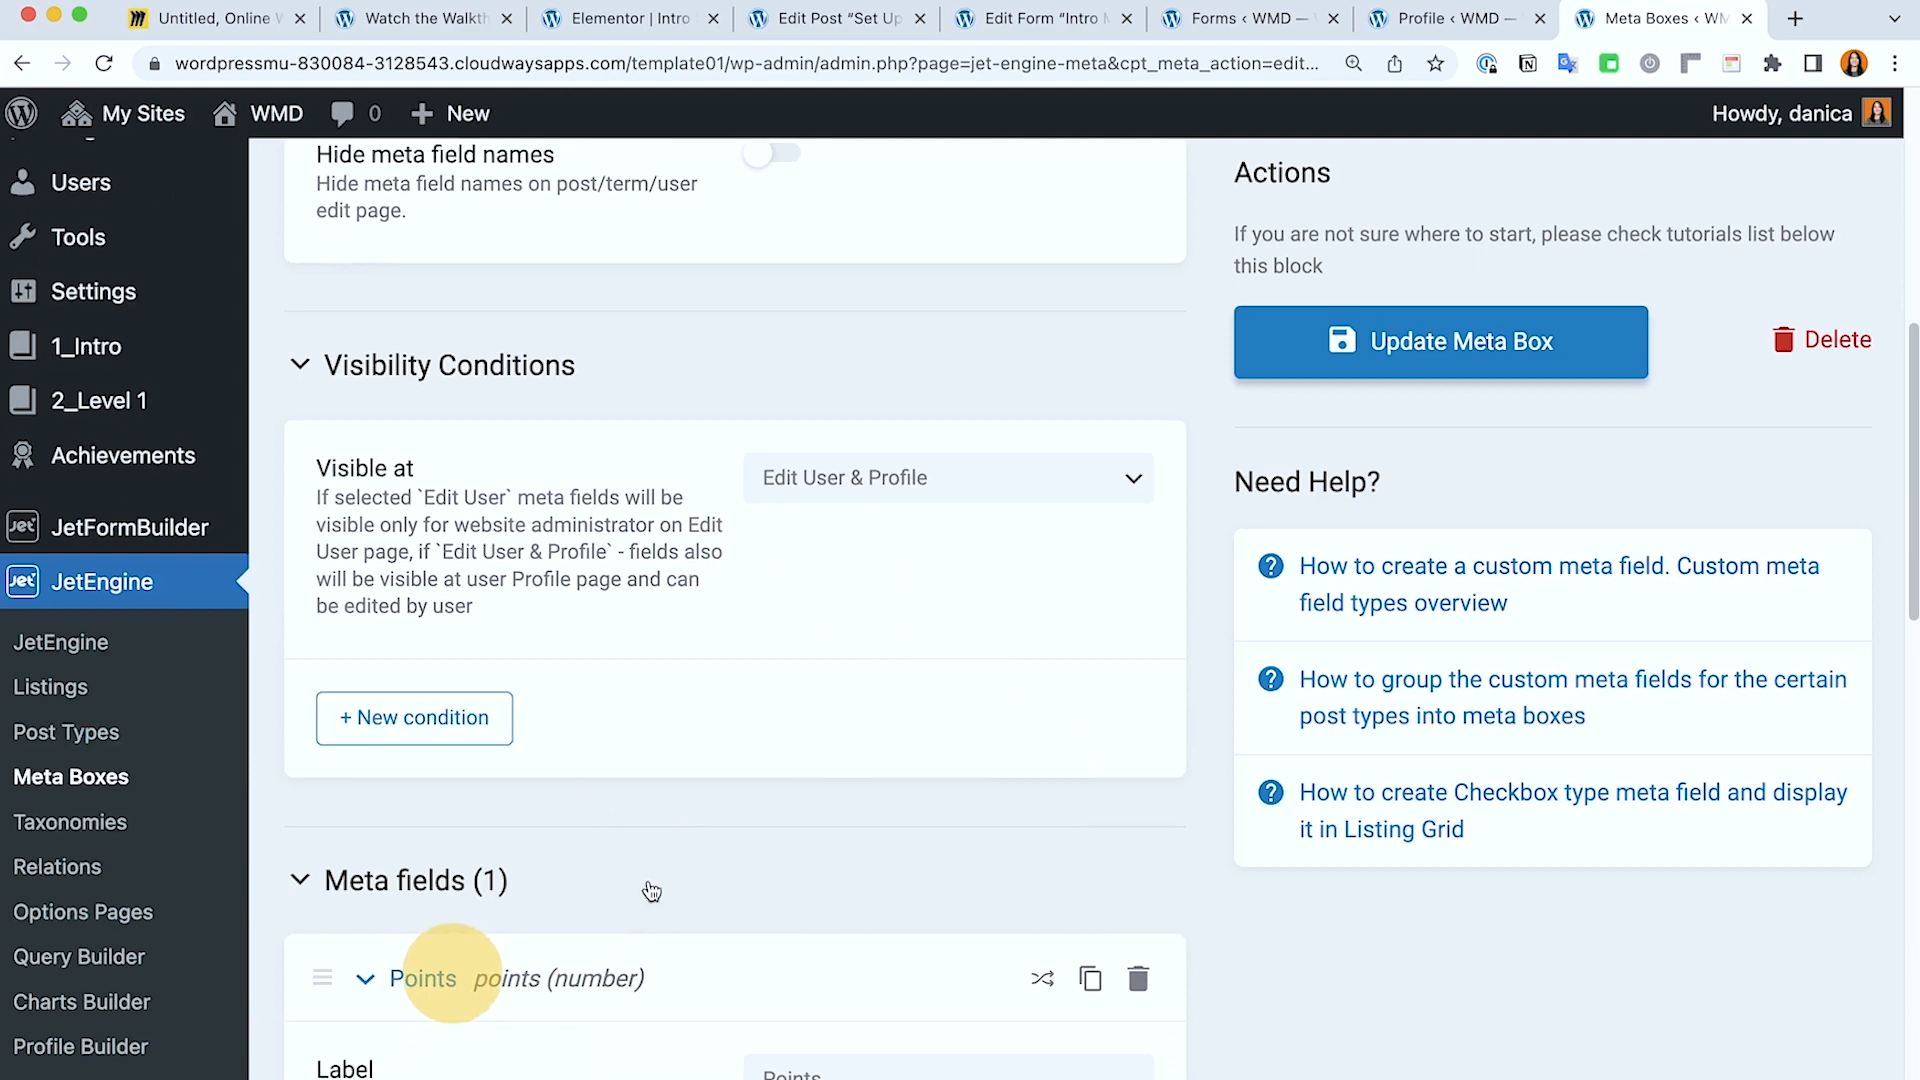 Untitled, Online W
Watch the Walkth
Elementor | Intro
Edit Post “Set Up
Edit Form “Intro M
Forms ‹ WMD — W
Profile ‹ WMD —
Meta Boxes ‹ WM
wordpressmu-830084-3128543.cloudwaysapps.com/template01/wp-admin/admin.php?page=jet-engine-meta&cpt_meta_action=edit...
My Sites
WMD
0
New
Howdy, danica
Users
Tools
Settings
1_Intro
2_Level 1
Achievements
Jet JetFormBuilder
Jet JetEngine
JetEngine
Listings
Post Types
Meta Boxes
Taxonomies
Relations
Options Pages
Query Builder
Charts Builder
Profile Builder
Hide meta field names
Hide meta field names on post/term/user
edit page.
Visibility Conditions
Visible at
If selected `Edit User` meta fields will be
visible only for website administrator on Edit
User page, if `Edit User & Profile` - fields also
will be visible at user Profile page and can
be edited by user
Edit User & Profile
+ New condition
Meta fields (1)
Points points (number)
Label
Points
Actions
If you are not sure where to start, please check tutorials list below
this block
Update Meta Box
Delete
Need Help?
How to create a custom meta field. Custom meta
field types overview
How to group the custom meta fields for the certain
post types into meta boxes
How to create Checkbox type meta field and display
it in Listing Grid